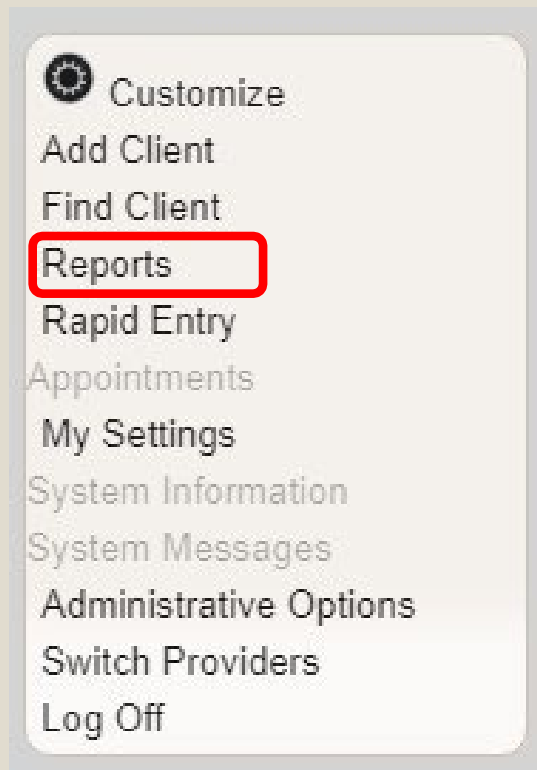 Customize
Add Client
Find Client
Reports
Rapid Entry
Appointments
My Settings
System Information
System Messages
Administrative Options
Switch Providers
Log Off